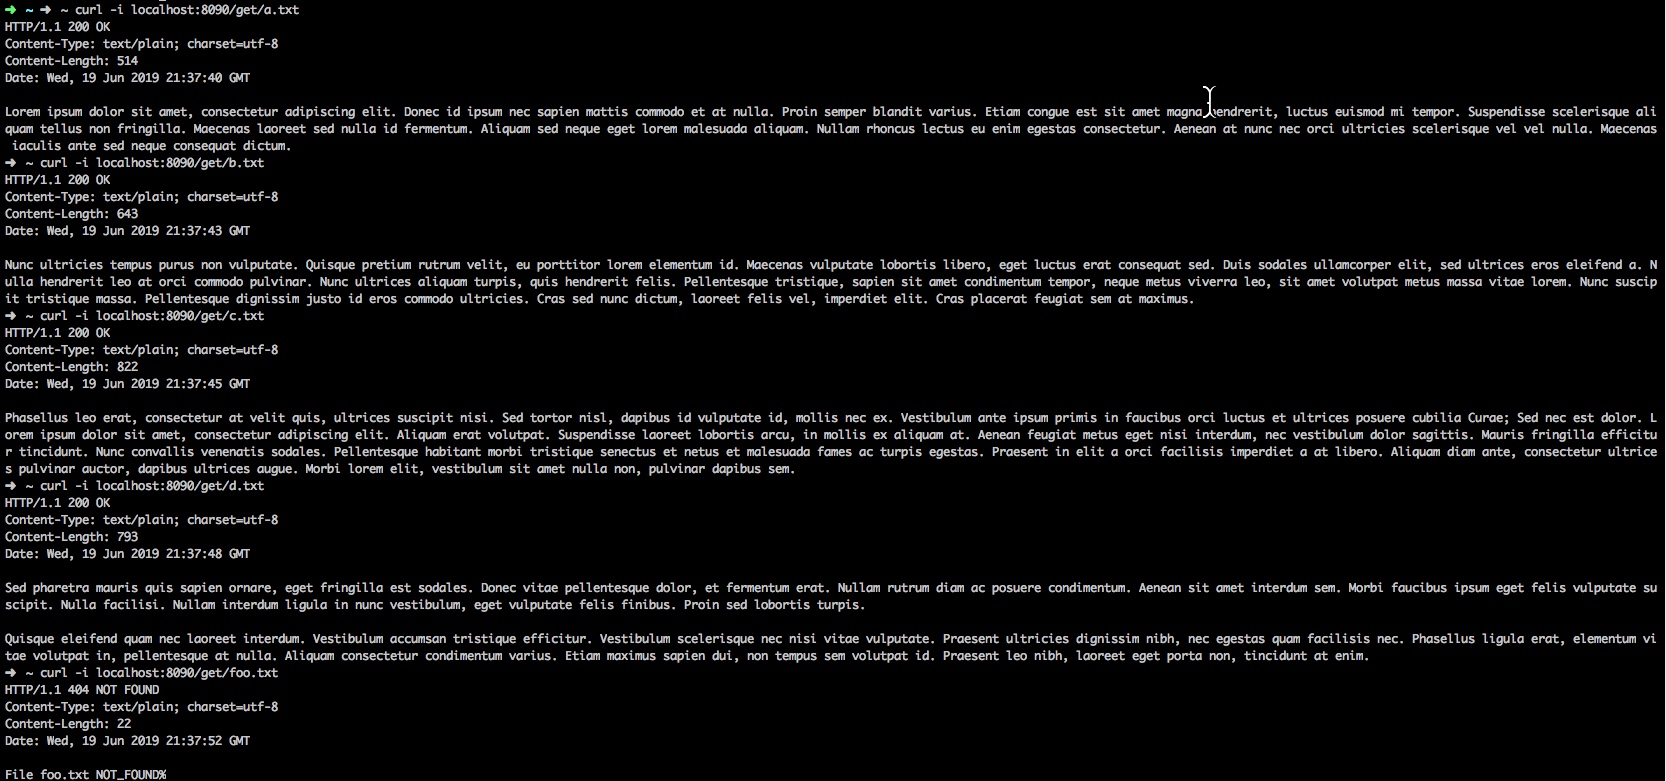 ➜ ~ ➜ ~ curl -i localhost:8090/get/a.txt
HTTP/1.1 200 OK
Content-Type: text/plain; charset=utf-8
Content-Length: 514
Date: Wed, 19 Jun 2019 21:37:40 GMT
Lorem ipsum dolor sit amet, consectetur adipiscing elit. Donec id ipsum nec sapien mattis commodo et at nulla. Proin semper blandit varius. Etiam congue est sit amet magna hendrerit, luctus euismod mi tempor. Suspendisse scelerisque ali
quam tellus non fringilla. Maecenas laoreet sed nulla id fermentum. Aliquam sed neque eget lorem malesuada aliquam. Nullam rhoncus lectus eu enim egestas consectetur. Aenean at nunc nec orci ultricies scelerisque vel vel nulla. Maecenas
iaculis ante sed neque consequat dictum.
➜ ~ curl -i localhost:8090/get/b.txt
HTTP/1.1 200 OK
Content-Type: text/plain; charset=utf-8
Content-Length: 643
Date: Wed, 19 Jun 2019 21:37:43 GMT
Nunc ultricies tempus purus non vulputate. Quisque pretium rutrum velit, eu porttitor lorem elementum id. Maecenas vulputate lobortis libero, eget luctus erat consequat sed. Duis sodales ullamcorper elit, sed ultrices eros eleifend a. N
ulla hendrerit leo at orci commodo pulvinar. Nunc ultrices aliquam turpis, quis hendrerit felis. Pellentesque tristique, sapien sit amet condimentum tempor, neque metus viverra leo, sit amet volutpat metus massa vitae lorem. Nunc suscip
it tristique massa. Pellentesque dignissim justo id eros commodo ultricies. Cras sed nunc dictum, laoreet felis vel, imperdiet elit. Cras placerat feugiat sem at maximus.
➜ ~ curl -i localhost:8090/get/c.txt
HTTP/1.1 200 OK
Content-Type: text/plain; charset=utf-8
Content-Length: 822
Date: Wed, 19 Jun 2019 21:37:45 GMT
Phasellus leo erat, consectetur at velit quis, ultrices suscipit nisi. Sed tortor nisl, dapibus id vulputate id, mollis nec ex. Vestibulum ante ipsum primis in faucibus orci luctus et ultrices posuere cubilia Curae; Sed nec est dolor. L
orem ipsum dolor sit amet, consectetur adipiscing elit. Aliquam erat volutpat. Suspendisse laoreet lobortis arcu, in mollis ex aliquam at. Aenean feugiat metus eget nisi interdum, nec vestibulum dolor sagittis. Mauris fringilla efficitu
r tincidunt. Nunc convallis venenatis sodales. Pellentesque habitant morbi tristique senectus et netus et malesuada fames ac turpis egestas. Praesent in elit a orci facilisis imperdiet a at libero. Aliquam diam ante, consectetur ultrice
s pulvinar auctor, dapibus ultrices augue. Morbi lorem elit, vestibulum sit amet nulla non, pulvinar dapibus sem.
➜ ~ curl -i localhost:8090/get/d.txt
HTTP/1.1 200 OK
Content-Type: text/plain; charset=utf-8
Content-Length: 793
Date: Wed, 19 Jun 2019 21:37:48 GMT
Sed pharetra mauris quis sapien ornare, eget fringilla est sodales. Donec vitae pellentesque dolor, et fermentum erat. Nullam rutrum diam ac posuere condimentum. Aenean sit amet interdum sem. Morbi faucibus ipsum eget felis vulputate su
scipit. Nulla facilisi. Nullam interdum ligula in nunc vestibulum, eget vulputate felis finibus. Proin sed lobortis turpis.
Quisque eleifend quam nec laoreet interdum. Vestibulum accumsan tristique efficitur. Vestibulum scelerisque nec nisi vitae vulputate. Praesent ultricies dignissim nibh, nec egestas quam facilisis nec. Phasellus ligula erat, elementum vi
tae volutpat in, pellentesque at nulla. Aliquam consectetur condimentum varius. Etiam maximus sapien dui, non tempus sem volutpat id. Praesent leo nibh, laoreet eget porta non, tincidunt at enim.
➜ ~ curl -i localhost:8090/get/foo.txt
HTTP/1.1 404 NOT FOUND
Content-Type: text/plain; charset=utf-8
Content-Length: 22
Date: Wed, 19 Jun 2019 21:37:52 GMT
File foo.txt NOT_FOUND%